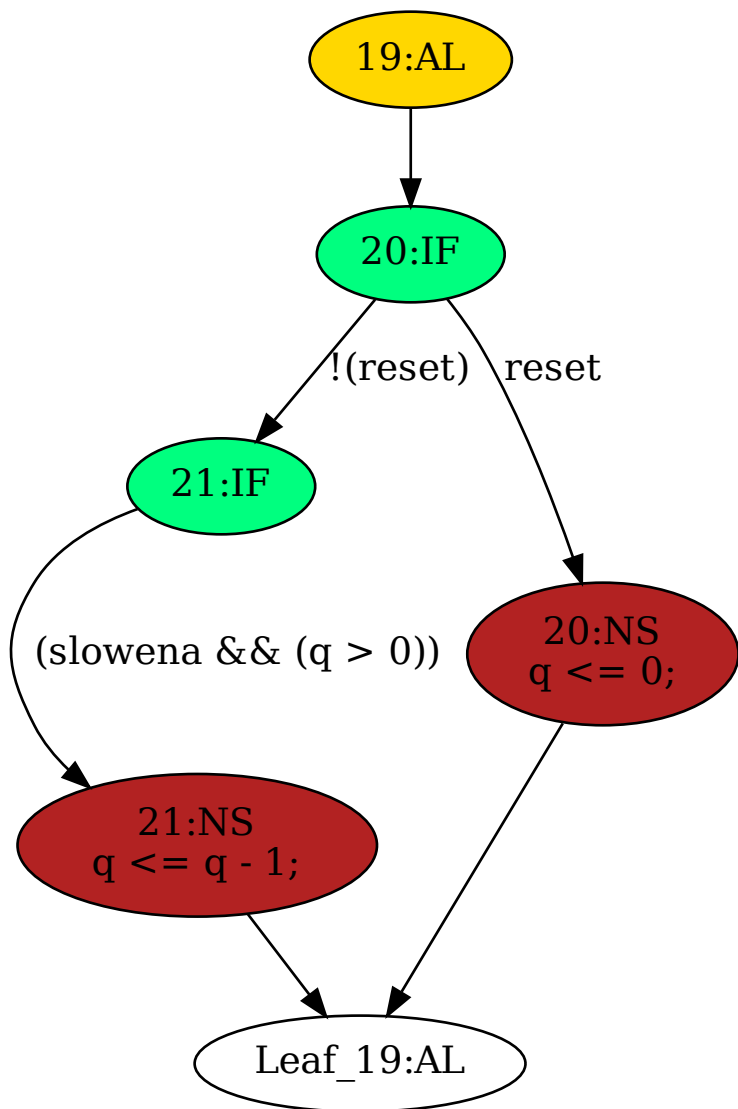 19:AL
20:IF
!(reset)
reset
21:IF
(slowena && (q > 0))
20:NS
q <= 0;
21:NS
q <= q - 1;
Leaf_19:AL